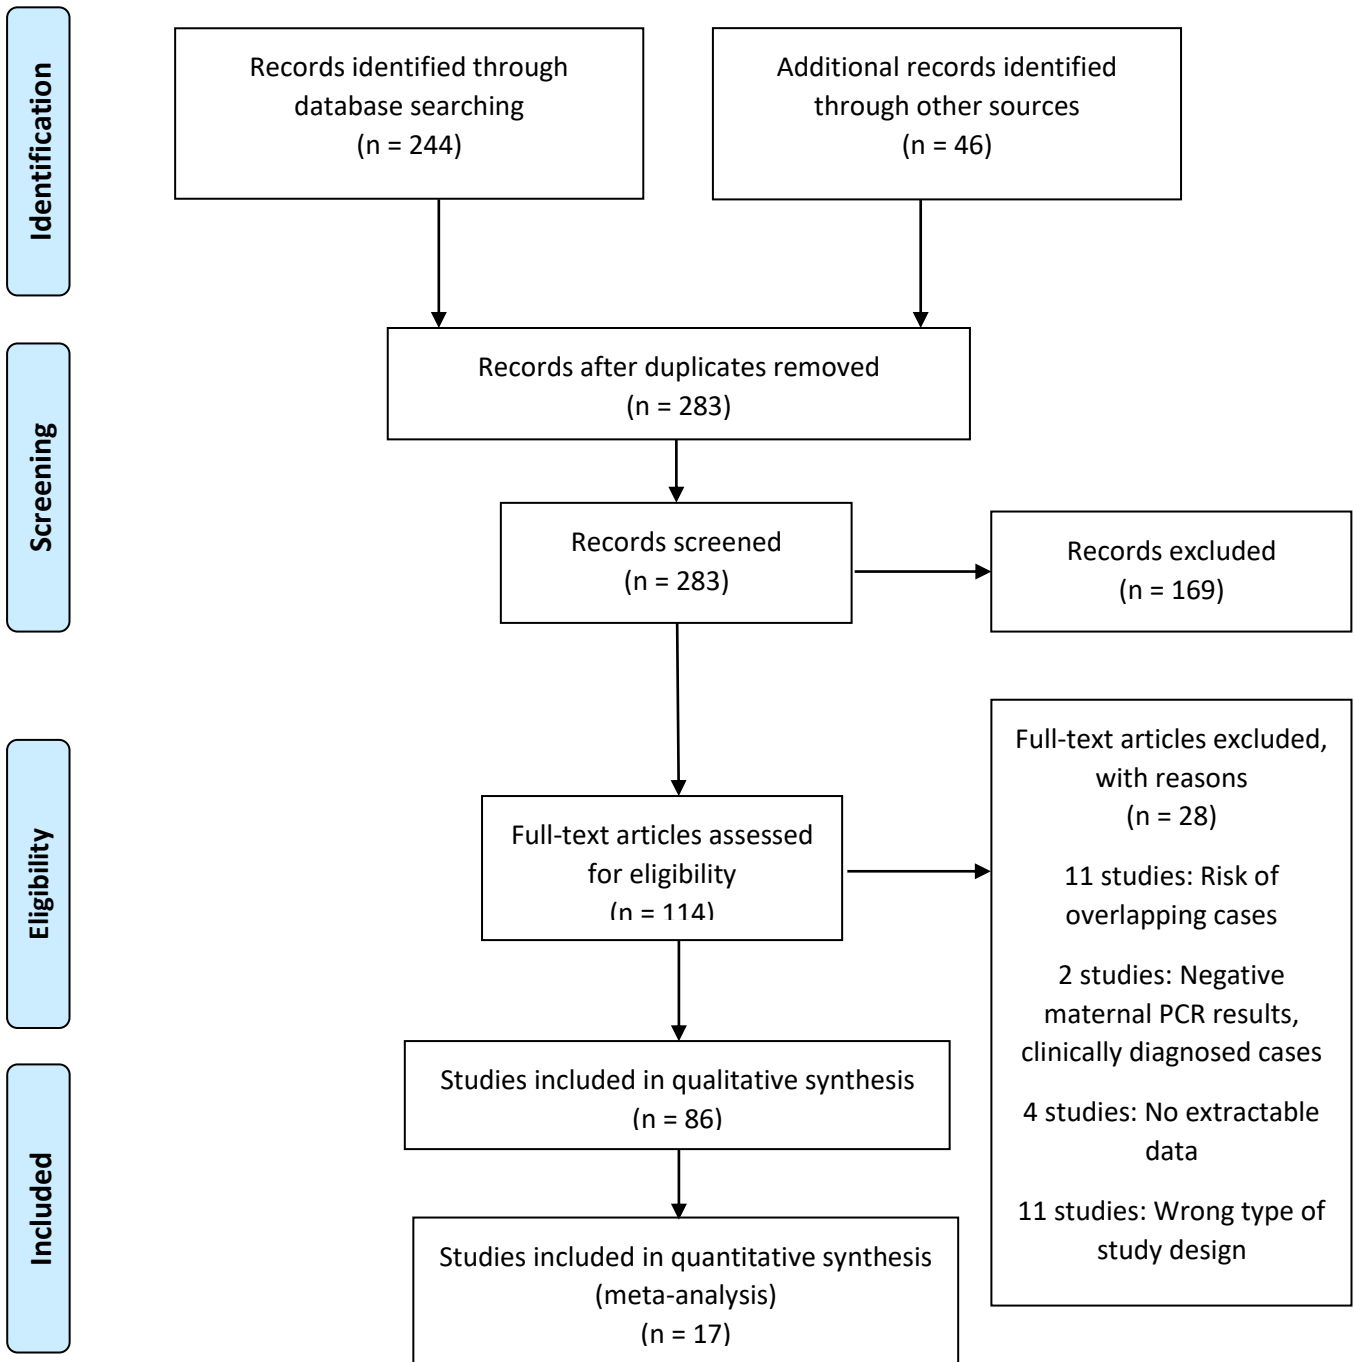 Identification
Records identified through
database searching
(n = 244)
Additional records identified
through other sources
(n = 46)
Screening
Records after duplicates removed
(n = 283)
Records screened
(n = 283)
Records excluded
(n = 169)
Eligibility
Full-text articles assessed
for eligibility
(n = 114)
Full-text articles excluded,
with reasons
(n = 28)
11 studies: Risk of
overlapping cases
2 studies: Negative
maternal PCR results,
clinically diagnosed cases
4 studies: No extractable
data
11 studies: Wrong type of
study design
Included
Studies included in qualitative synthesis
(n = 86)
Studies included in quantitative synthesis
(meta-analysis)
(n = 17)